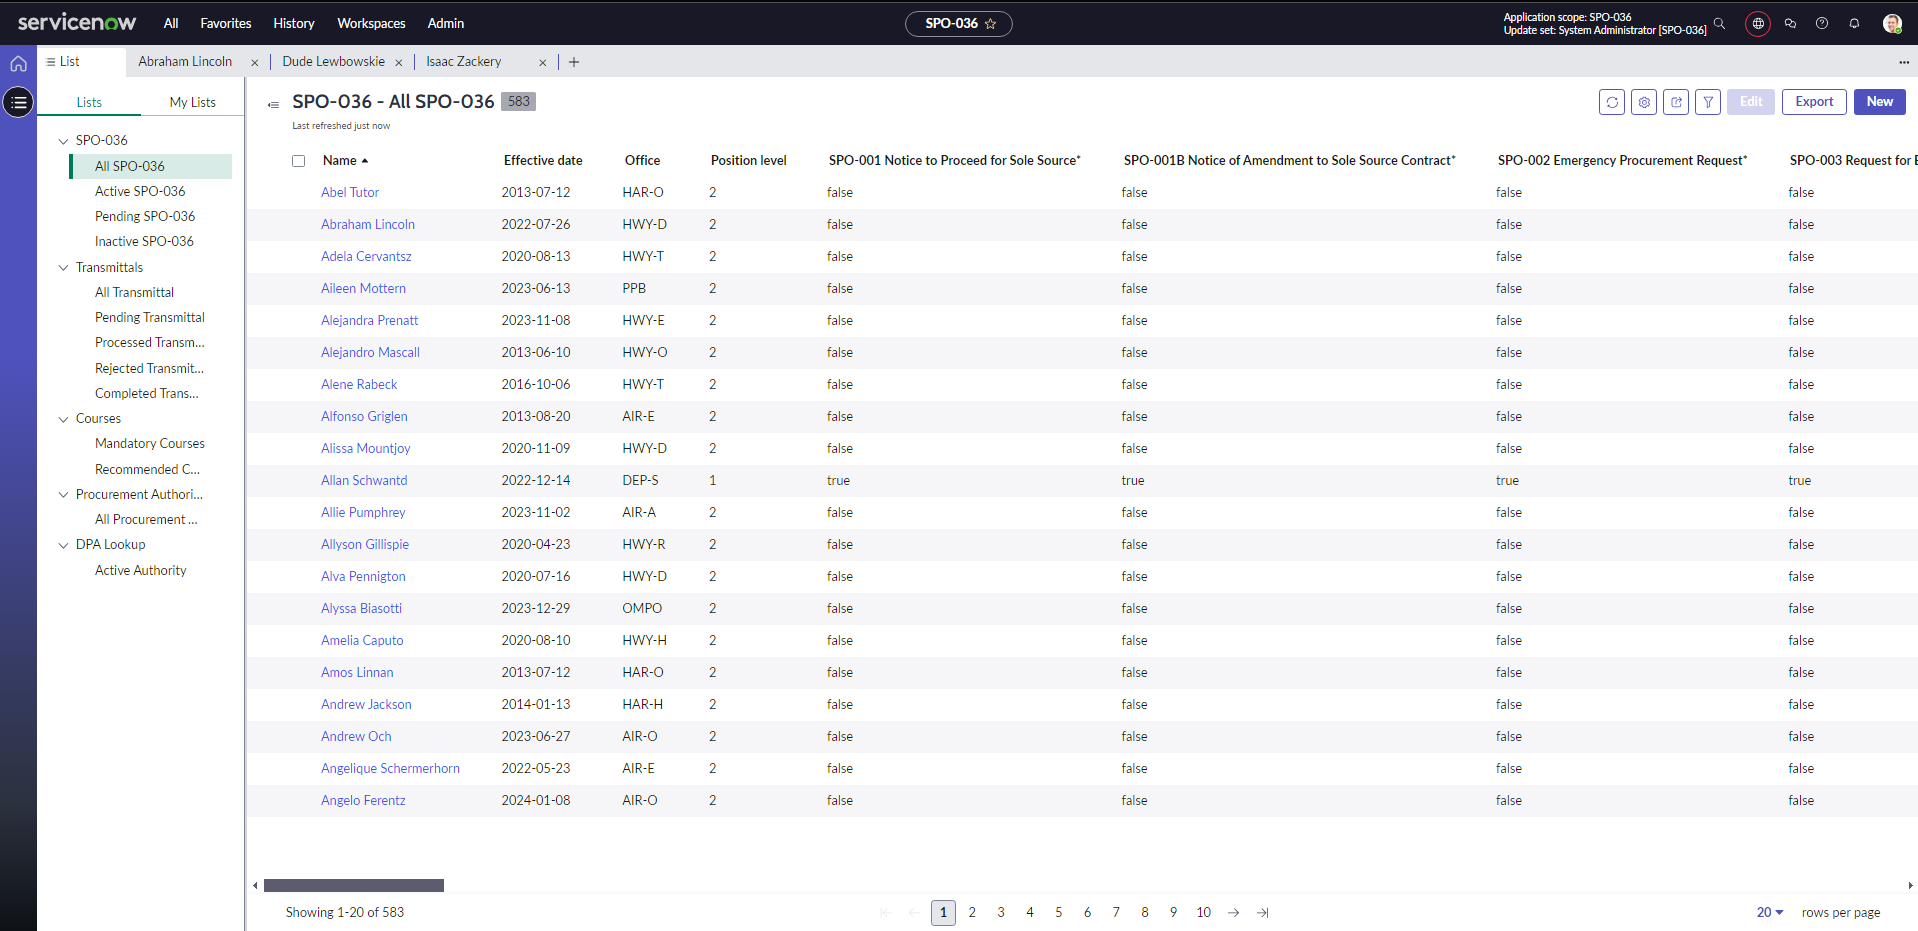 servicenow All Favorites History Workspaces Admin SPO-036 Application scope: SPO-036
Update set: System Administrator [SPO-036]
List Abraham Lincoln Dude Lewbowskie Isaac Zackery
Lists My Lists
SPO-036
All SPO-036
Active SPO-036
Pending SPO-036
Inactive SPO-036
Transmittals
All Transmittal
Pending Transmittal
Processed Transm...
Rejected Transmit...
Completed Trans...
Courses
Mandatory Courses
Recommended C...
Procurement Authori...
All Procurement ...
DPA Lookup
Active Authority
SPO-036 - All SPO-036 583
Last refreshed just now
Edit Export New
Name Effective date Office Position level SPO-001 Notice to Proceed for Sole Source* SPO-001B Notice of Amendment to Sole Source Contract* SPO-002 Emergency Procurement Request* SPO-003 Request for
Abel Tutor 2013-07-12 HAR-O 2 false false false false
Abraham Lincoln 2022-07-26 HWY-D 2 false false false false
Adela Cervantsz 2020-08-13 HWY-T 2 false false false false
Aileen Mottern 2023-06-13 PPB 2 false false false false
Alejandra Prenatt 2023-11-08 HWY-E 2 false false false false
Alejandro Mascall 2013-06-10 HWY-O 2 false false false false
Alene Rabeck 2016-10-06 HWY-T 2 false false false false
Alfonso Griglen 2013-08-20 AIR-E 2 false false false false
Alissa Mountjoy 2020-11-09 HWY-D 2 false false false false
Allan Schwantd 2022-12-14 DEP-S 1 true true true true
Allie Pumphrey 2023-11-02 AIR-A 2 false false false false
Allyson Gillispie 2020-04-23 HWY-R 2 false false false false
Alva Pennigton 2020-07-16 HWY-D 2 false false false false
Alyssa Biasotti 2023-12-29 OMPO 2 false false false false
Amelia Caputo 2020-08-10 HWY-H 2 false false false false
Amos Linnan 2013-07-12 HAR-O 2 false false false false
Andrew Jackson 2014-01-13 HAR-H 2 false false false false
Andrew Och 2023-06-27 AIR-O 2 false false false false
Angelique Schermerhorn 2022-05-23 AIR-E 2 false false false false
Angelo Ferentz 2024-01-08 AIR-O 2 false false false false
Showing 1-20 of 583 1 2 3 4 5 6 7 8 9 10 20 rows per page